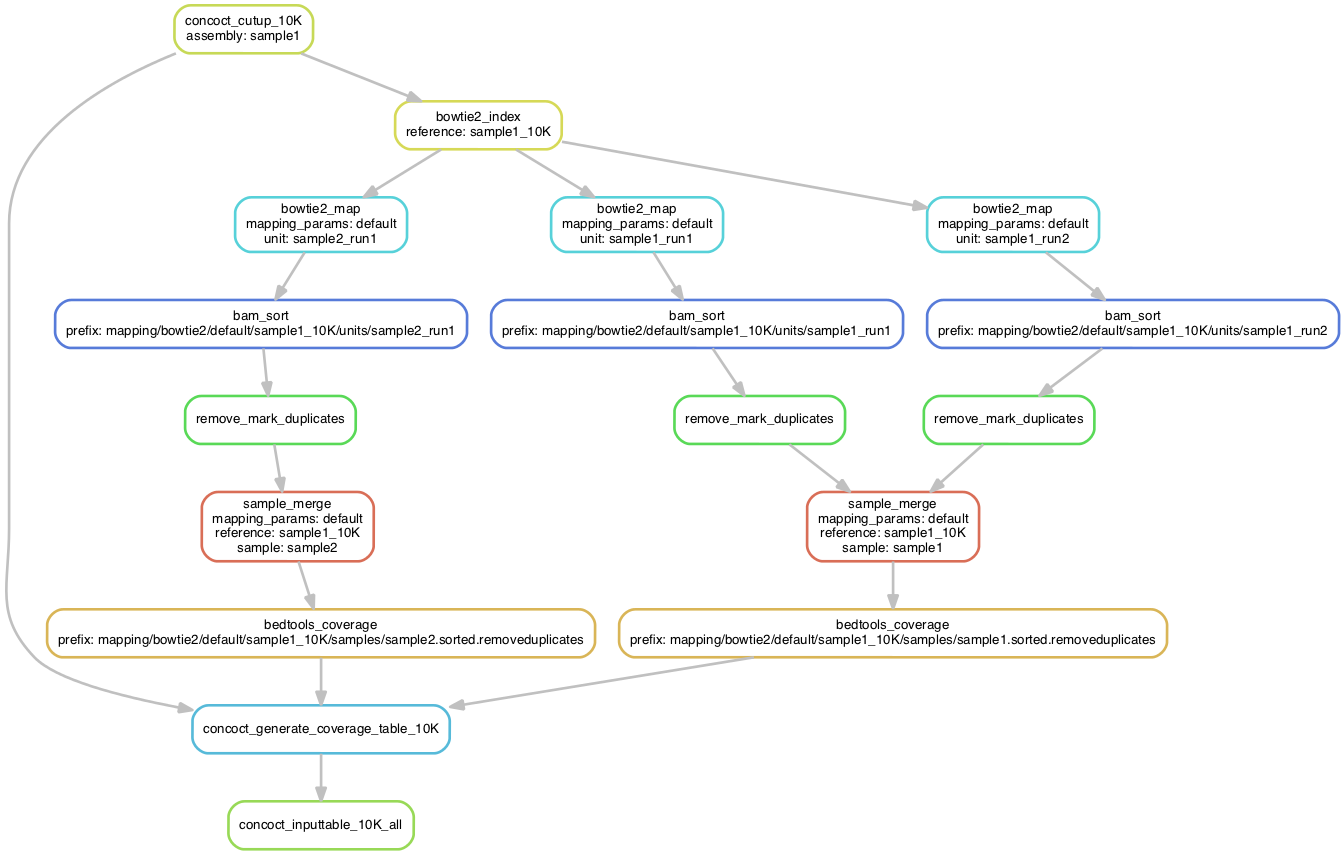 concoct_cutup_10K
assembly: sample1
bowtie2_index
reference: sample1_10K
bowtie2_map
mapping_params: default
unit: sample2_run1
bowtie2_map
mapping_params: default
unit: sample1_run1
bowtie2_map
mapping_params: default
unit: sample1_run2
bam_sort
prefix: mapping/bowtie2/default/sample1_10K/units/sample2_run1
bam_sort
prefix: mapping/bowtie2/default/sample1_10K/units/sample1_run1
bam_sort
prefix: mapping/bowtie2/default/sample1_10K/units/sample1_run2
remove_mark_duplicates
remove_mark_duplicates
remove_mark_duplicates
sample_merge
mapping_params: default
reference: sample1_10K
sample: sample2
sample_merge
mapping_params: default
reference: sample1_10K
sample: sample1
bedtools_coverage
prefix: mapping/bowtie2/default/sample1_10K/samples/sample2.sorted.removeduplicates
bedtools_coverage
prefix: mapping/bowtie2/default/sample1_10K/samples/sample1.sorted.removeduplicates
concoct_generate_coverage_table_10K
concoct_inputtable_10K_all